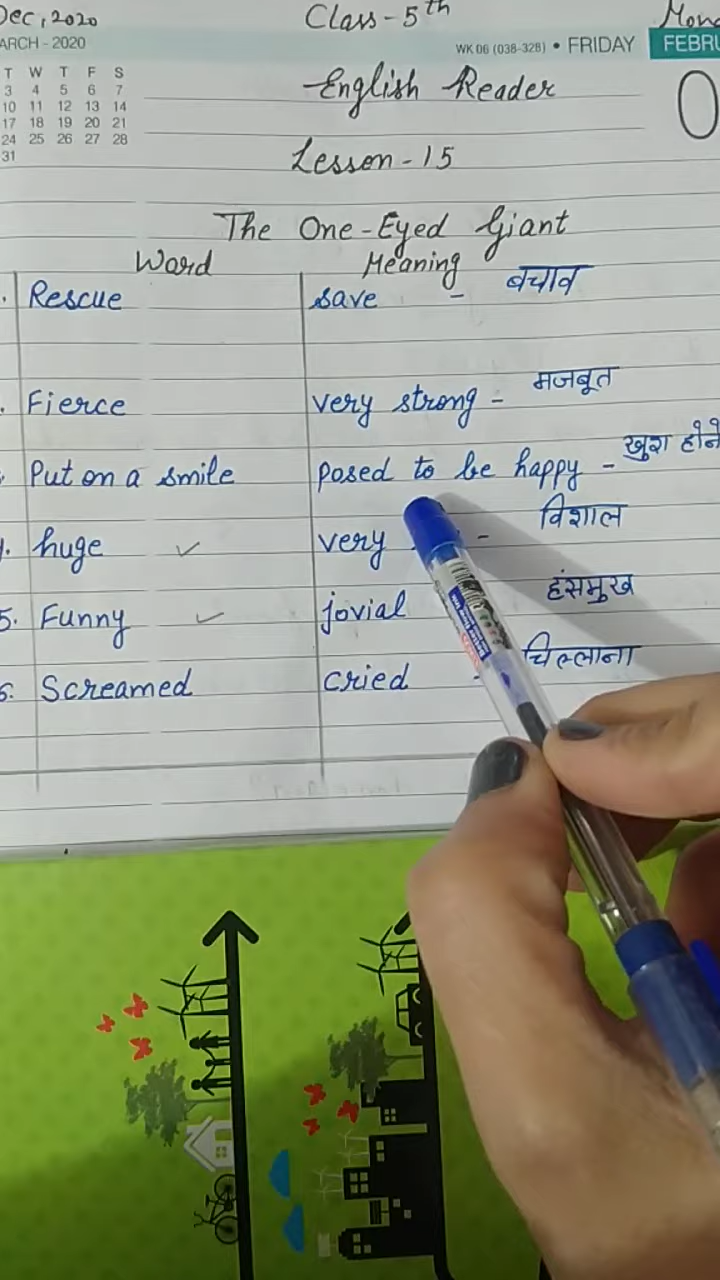 Dec, 2020 Class - 5th
ARCH - 2020 WK 06 (038-328) • FRIDAY FEBRU
T W T F S
3 4 5 6 7
10 11 12 13 14
17 18 19 20 21
24 25 26 27 28
31
English Reader
Lesson - 15
The One-Eyed Giant
Word Meaning
Rescue save - बचाव
Fierce very strong - मजबूत
Put on a smile posed to be happy - खुश होने
huge very - विशाल
5. Funny jovial हंसमुख
Screamed cried - चिल्लाना